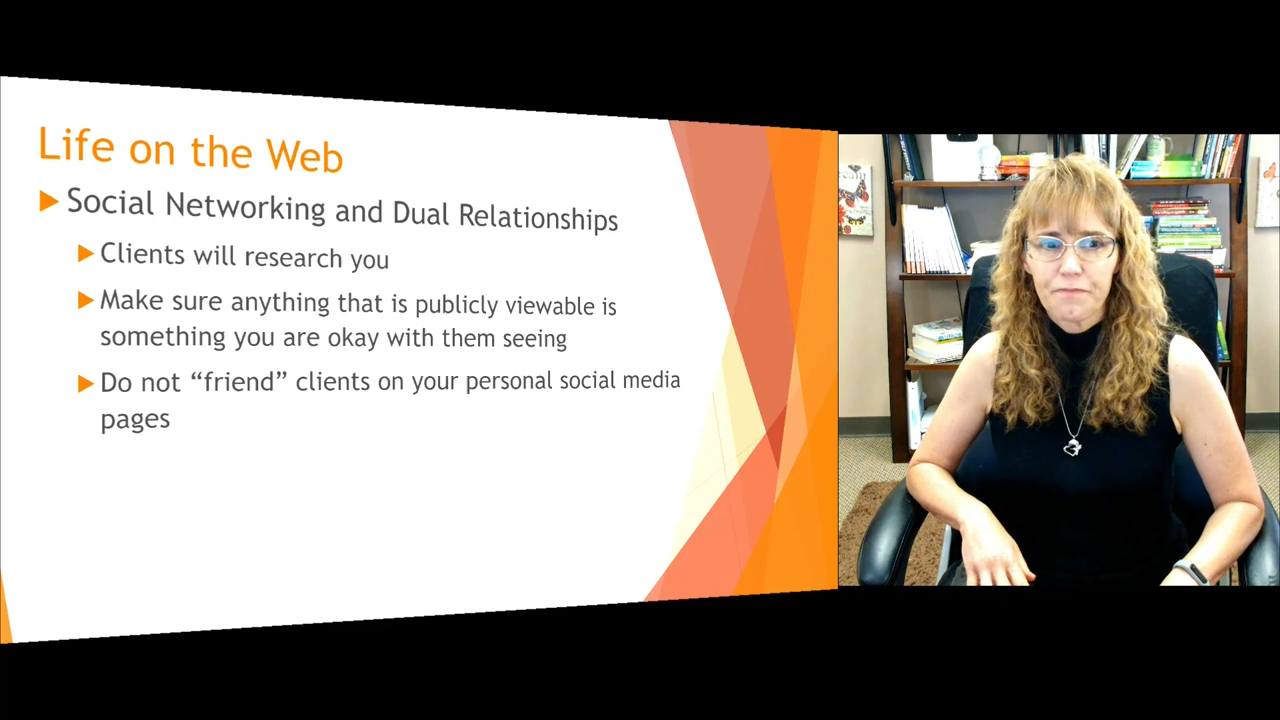 Life on the Web
Social Networking and Dual Relationships
Clients will research you
Make sure anything that is publicly viewable is
something you are okay with them seeing
Do not “friend” clients on your personal social media
pages